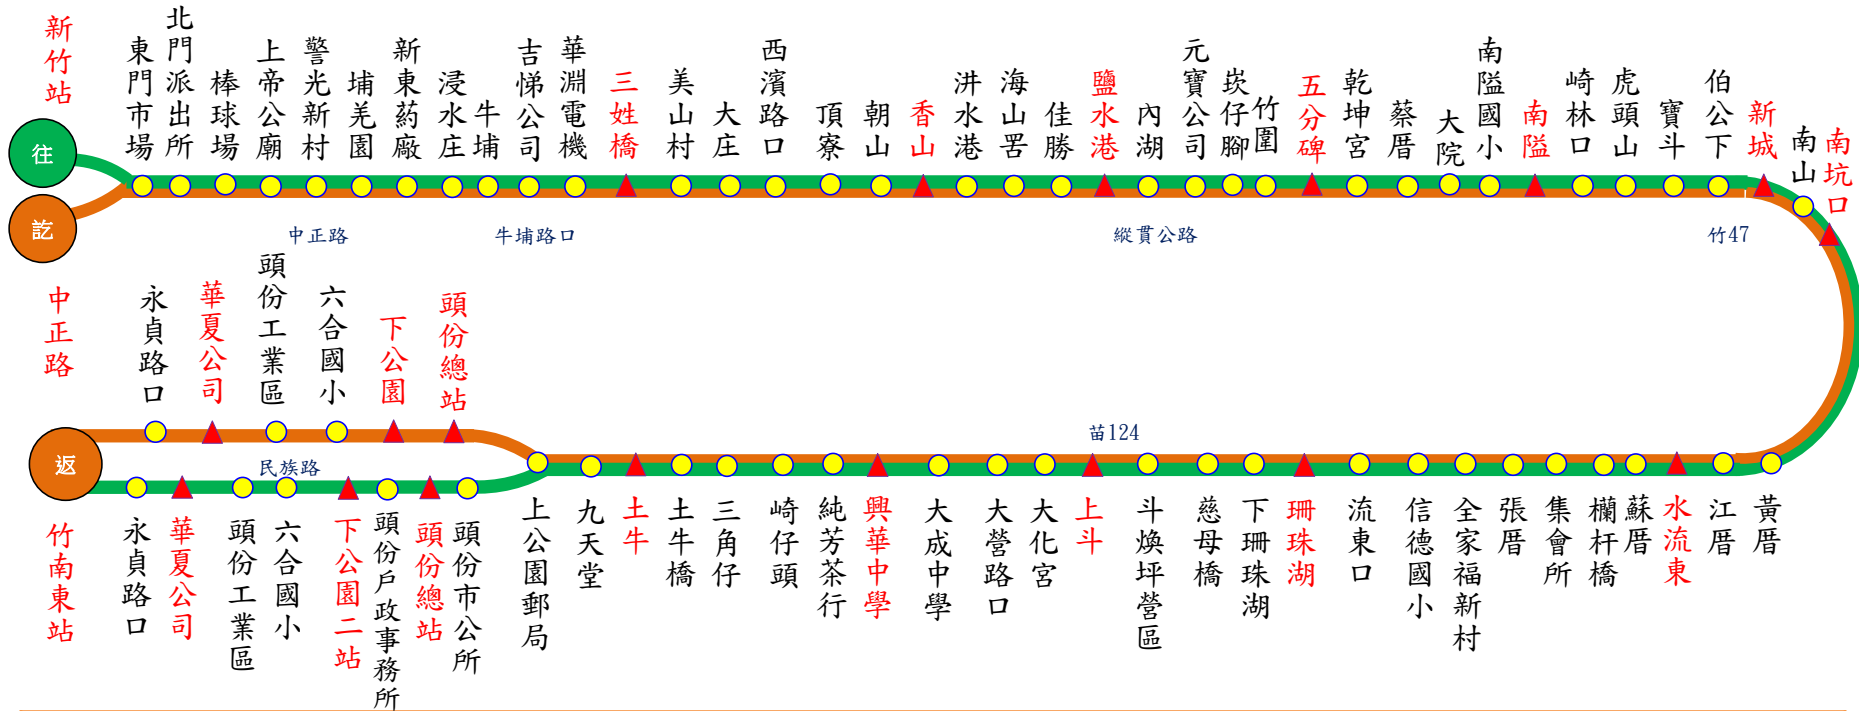 新竹站
東門市場
北門派出所
棒球場
上帝公廟
警光新村
埔羌園
新東葯廠
浸水庄
牛埔
吉悌公司
華淵電機
三姓橋
美山村
大庄
西濱路口
頂寮
朝山
香山
汫水港
海山罟
佳勝
鹽水港
內湖
元寶公司
崁仔腳
竹圍
五分碑
乾坤宮
蔡厝
大院
南隘國小
南隘
崎林口
虎頭山
寶斗
伯公下
新城
南山
南坑口
往
訖
中正路
牛埔路口
縱貫公路
竹47
中正路
永貞路口
華夏公司
頭份工業區
六合國小
下公園
頭份總站
苗124
返
民族路
竹南東站
永貞路口
華夏公司
頭份工業區
六合國小
下公園二站
頭份戶政事務所
頭份總站
頭份市公所
上公園郵局
九天堂
土牛
土牛橋
三角仔
崎仔頭
純芳茶行
興華中學
大成中學
大營路口
大化宮
上斗
斗煥坪營區
慈母橋
下珊珠湖
珊珠湖
流東口
信德國小
全家福新村
張厝
集會所
欄杆橋
蘇厝
水流東
江厝
黃厝